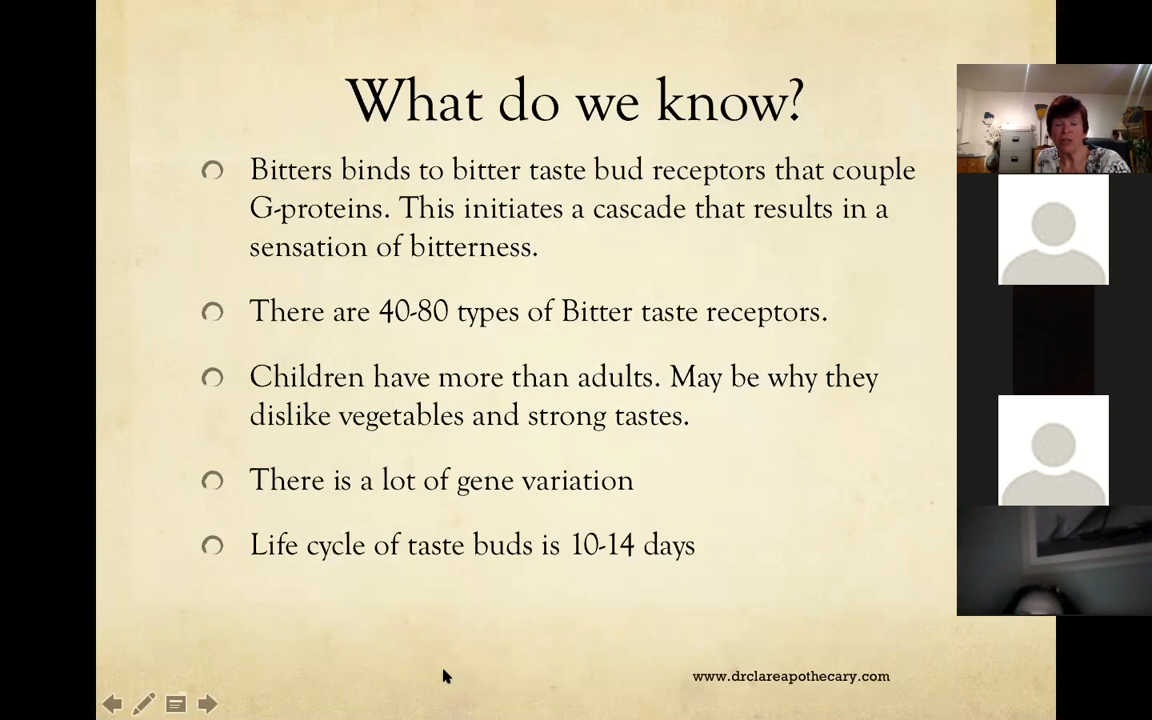 What do we know?
Bitters binds to bitter taste bud receptors that couple
G-proteins. This initiates a cascade that results in a
sensation of bitterness.
There are 40-80 types of Bitter taste receptors.
Children have more than adults. May be why they
dislike vegetables and strong tastes.
There is a lot of gene variation
Life cycle of taste buds is 10-14 days
www.drclareapothecary.com